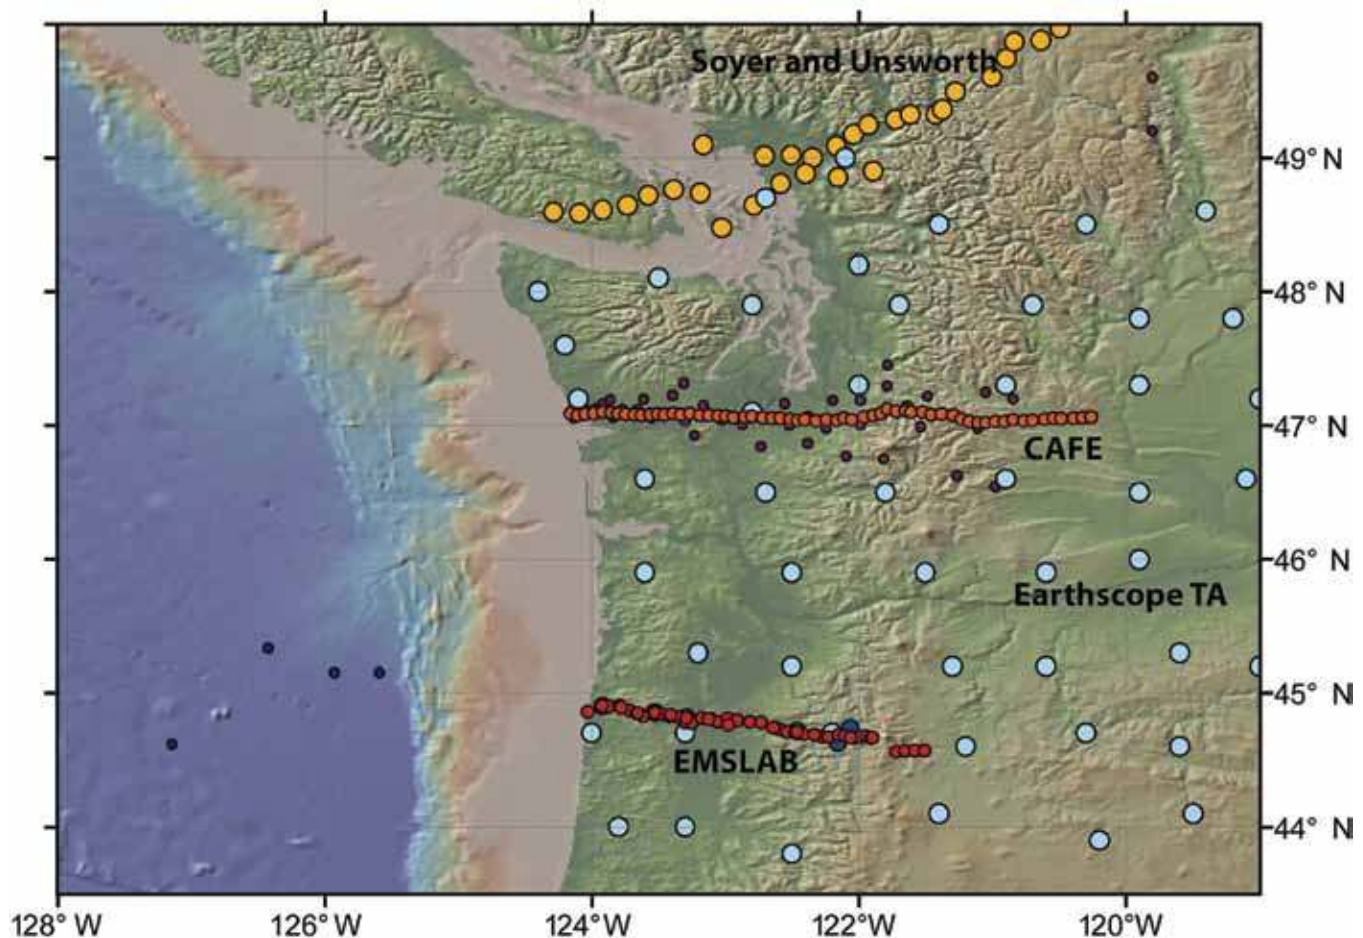 Soyer and Unsworth
49° N
48° N
47° N
CAFE
46° N
Earthscope TA
45° N
EMSLAB
44° N
128° W
126° W
124° W
122° W
120° W